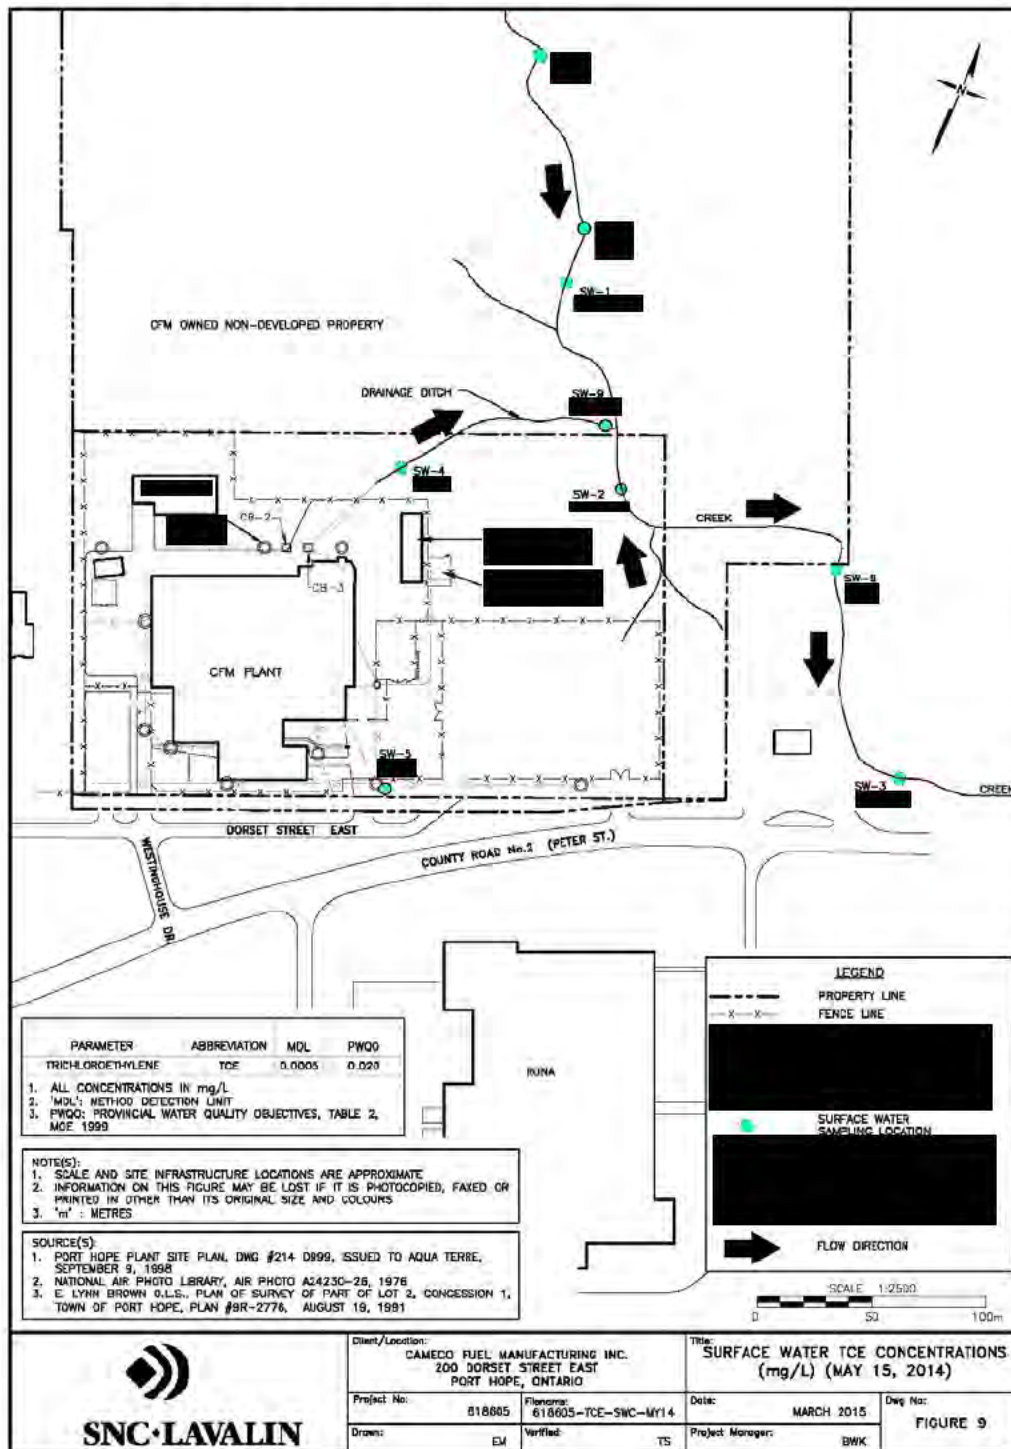 N
SW-1
CFM OWNED NON-DEVELOPED PROPERTY
DRAINAGE DITCH
SW-9
SW-4
SW-2
CB-2
CREEK
CB-3
SW-8
CFM PLANT
SW-5
SW-3
CREEK
DORSET STREET EAST
COUNTY ROAD No.2 (PETER ST.)
WESTINGHOUSE DR.
RONA
LEGEND
PROPERTY LINE
FENCE LINE
SURFACE WATER
SAMPLING LOCATION
FLOW DIRECTION
SCALE 1:2500
0 50 100m
PARAMETER ABBREVIATION MDL PWQO
TRICHLOROETHYLENE TCE 0.0005 0.020
1. ALL CONCENTRATIONS IN mg/L
2. 'MDL': METHOD DETECTION LIMIT
3. PWQO: PROVINCIAL WATER QUALITY OBJECTIVES, TABLE 2,
MOE 1999
NOTE(S):
1. SCALE AND SITE INFRASTRUCTURE LOCATIONS ARE APPROXIMATE
2. INFORMATION ON THIS FIGURE MAY BE LOST IF IT IS PHOTOCOPIED, FAXED OR
PRINTED IN OTHER THAN ITS ORIGINAL SIZE AND COLOURS
3. 'm' : METRES
SOURCE(S):
1. PORT HOPE PLANT SITE PLAN, DWG #214 D999, ISSUED TO AQUA TERRE,
SEPTEMBER 9, 1998
2. NATIONAL AIR PHOTO LIBRARY, AIR PHOTO A24230-26, 1976
3. E. LYNN BROWN O.L.S., PLAN OF SURVEY OF PART OF LOT 2, CONCESSION 1,
TOWN OF PORT HOPE, PLAN #9R-2776, AUGUST 19, 1991
SNC•LAVALIN
Client/Location:
CAMECO FUEL MANUFACTURING INC.
200 DORSET STREET EAST
PORT HOPE, ONTARIO
Title:
SURFACE WATER TCE CONCENTRATIONS
(mg/L) (MAY 15, 2014)
Project No: 618605
Filename: 618605-TCE-SWC-MY14
Date: MARCH 2015
Dwg No: FIGURE 9
Drawn: EM
Verified: TS
Project Manager: BWK